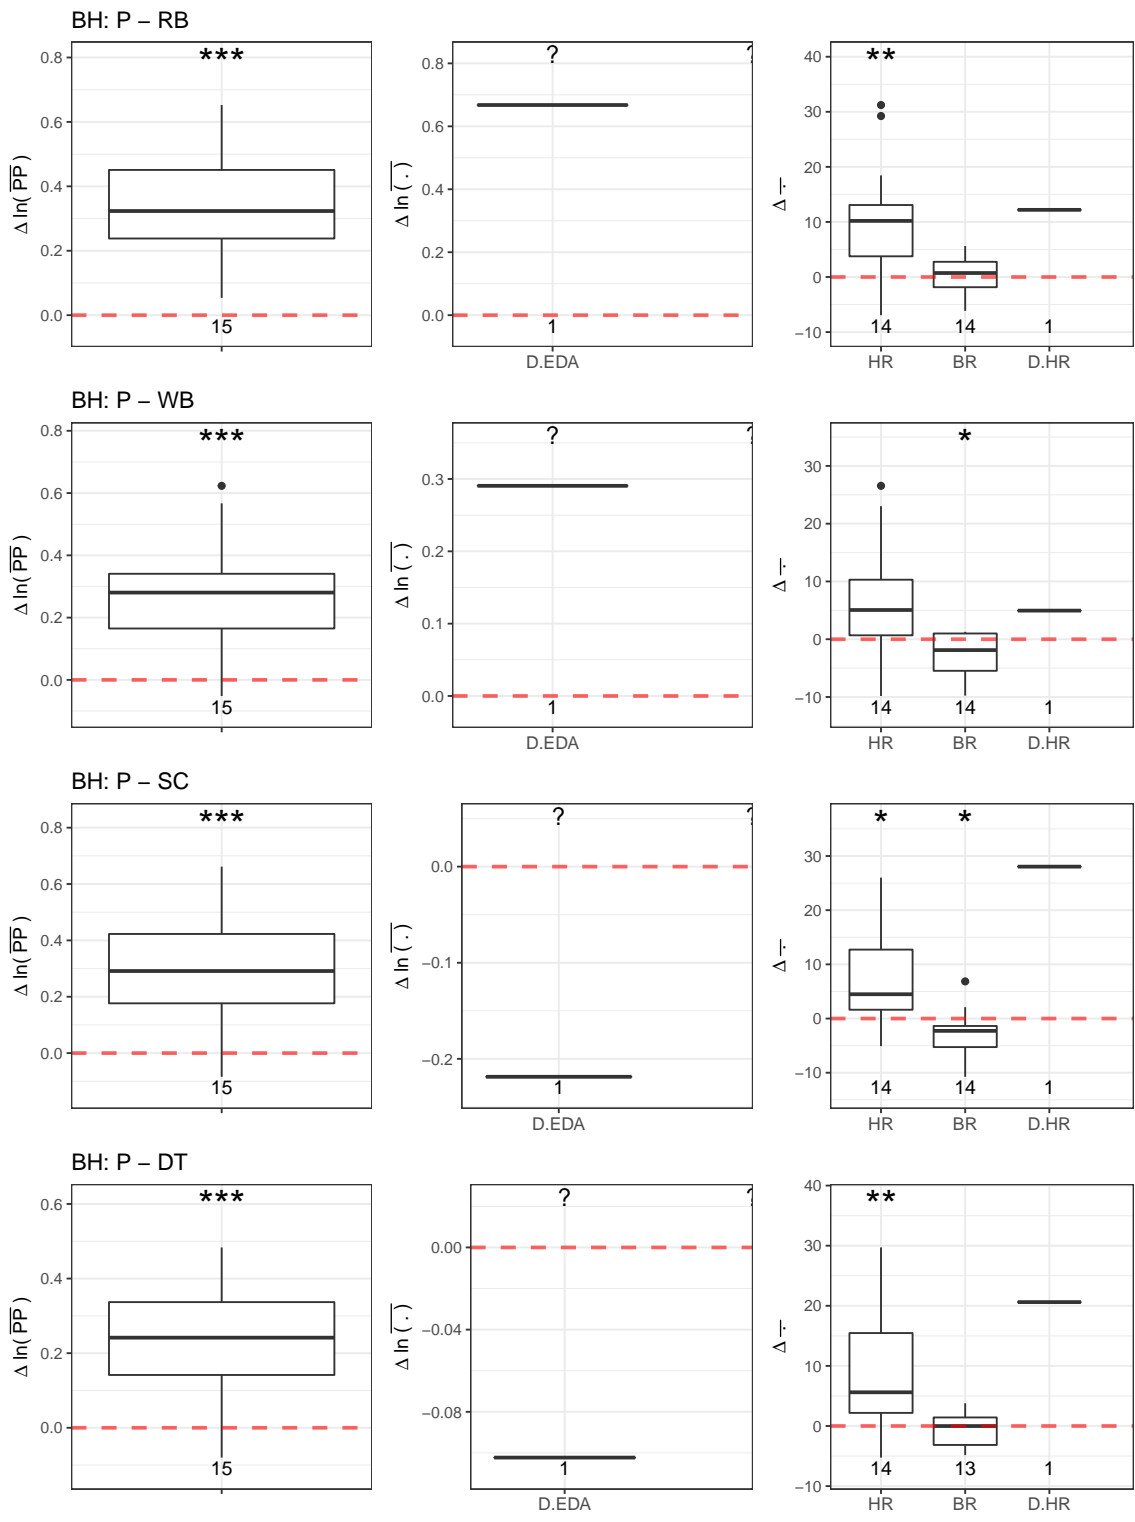 BH: P – RB
Δ ln( PP )
0.8
0.6
0.4
0.2
0.0
***
15
Δ ln ( . )
0.8
0.6
0.4
0.2
0.0
?
?
1
D.EDA
Δ .
40
30
20
10
0
−10
**
14
14
1
HR
BR
D.HR
BH: P – WB
Δ ln( PP )
0.8
0.6
0.4
0.2
0.0
***
15
Δ ln ( . )
0.3
0.2
0.1
0.0
?
?
1
D.EDA
Δ .
30
20
10
0
−10
*
14
14
1
HR
BR
D.HR
BH: P – SC
Δ ln( PP )
0.8
0.6
0.4
0.2
0.0
***
15
Δ ln ( . )
0.0
−0.1
−0.2
?
?
1
D.EDA
Δ .
30
20
10
0
−10
*
*
14
14
1
HR
BR
D.HR
BH: P – DT
Δ ln( PP )
0.6
0.4
0.2
0.0
***
15
Δ ln ( . )
0.00
−0.04
−0.08
?
?
1
D.EDA
Δ .
40
30
20
10
0
−10
**
14
13
1
HR
BR
D.HR